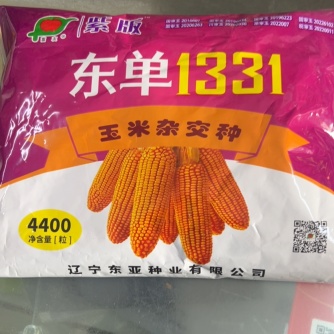 紫版
东单1331
玉米杂交种
4400
净含量［粒］
辽宁东亚种业有限公司